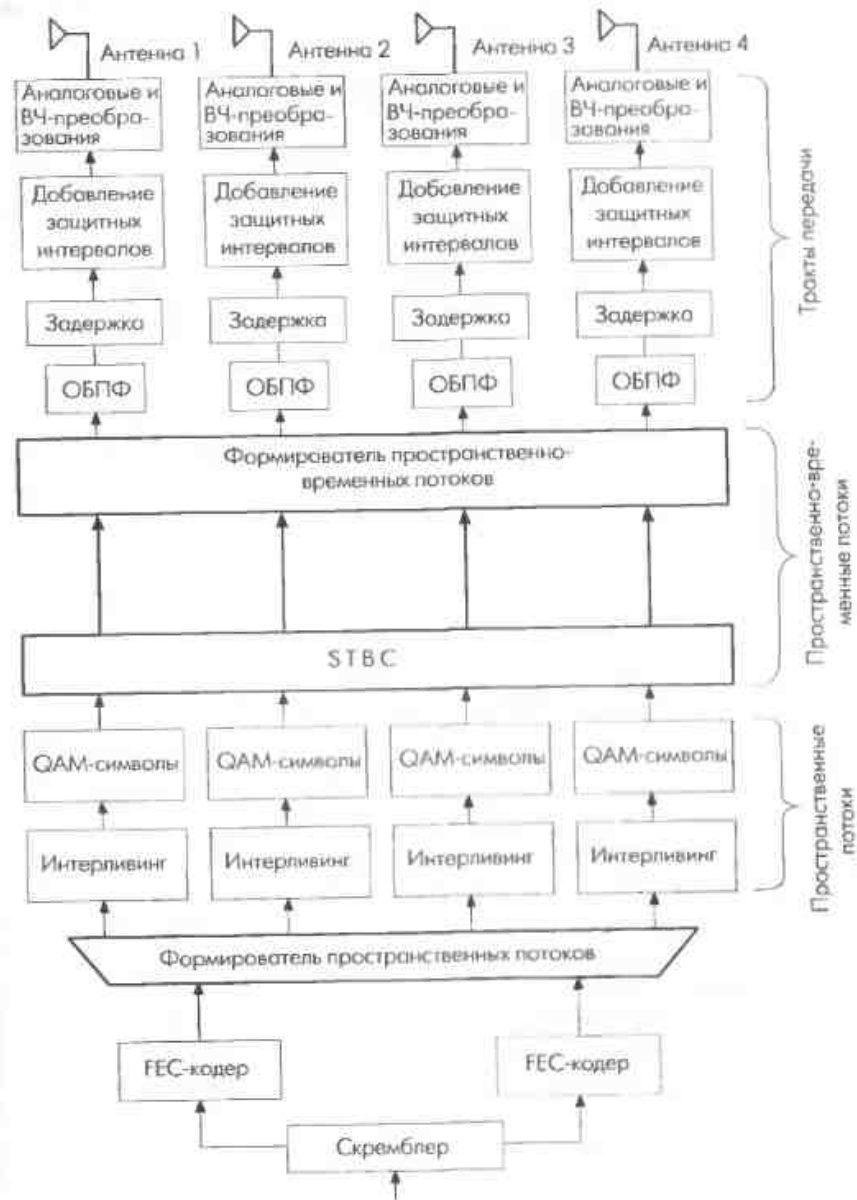 Антенна 1
Антенна 2
Антенна 3
Антенна 4
Аналоговые и
ВЧ-преобра-
зования
Аналоговые и
ВЧ-преобра-
зования
Аналоговые и
ВЧ-преобра-
зования
Аналоговые и
ВЧ-преобра-
зования
Добавление
защитных
интервалов
Добавление
защитных
интервалов
Добавление
защитных
интервалов
Добавление
защитных
интервалов
Задержка
Задержка
Задержка
Задержка
ОБПФ
ОБПФ
ОБПФ
ОБПФ
Тракты передачи
Формирователь пространственно-
временных потоков
STBC
Пространственно-вре-
менные потоки
QAM-символы
QAM-символы
QAM-символы
QAM-символы
Интерливинг
Интерливинг
Интерливинг
Интерливинг
Пространственные
потоки
Формирователь пространственных потоков
FEC-кодер
FEC-кодер
Скремблер